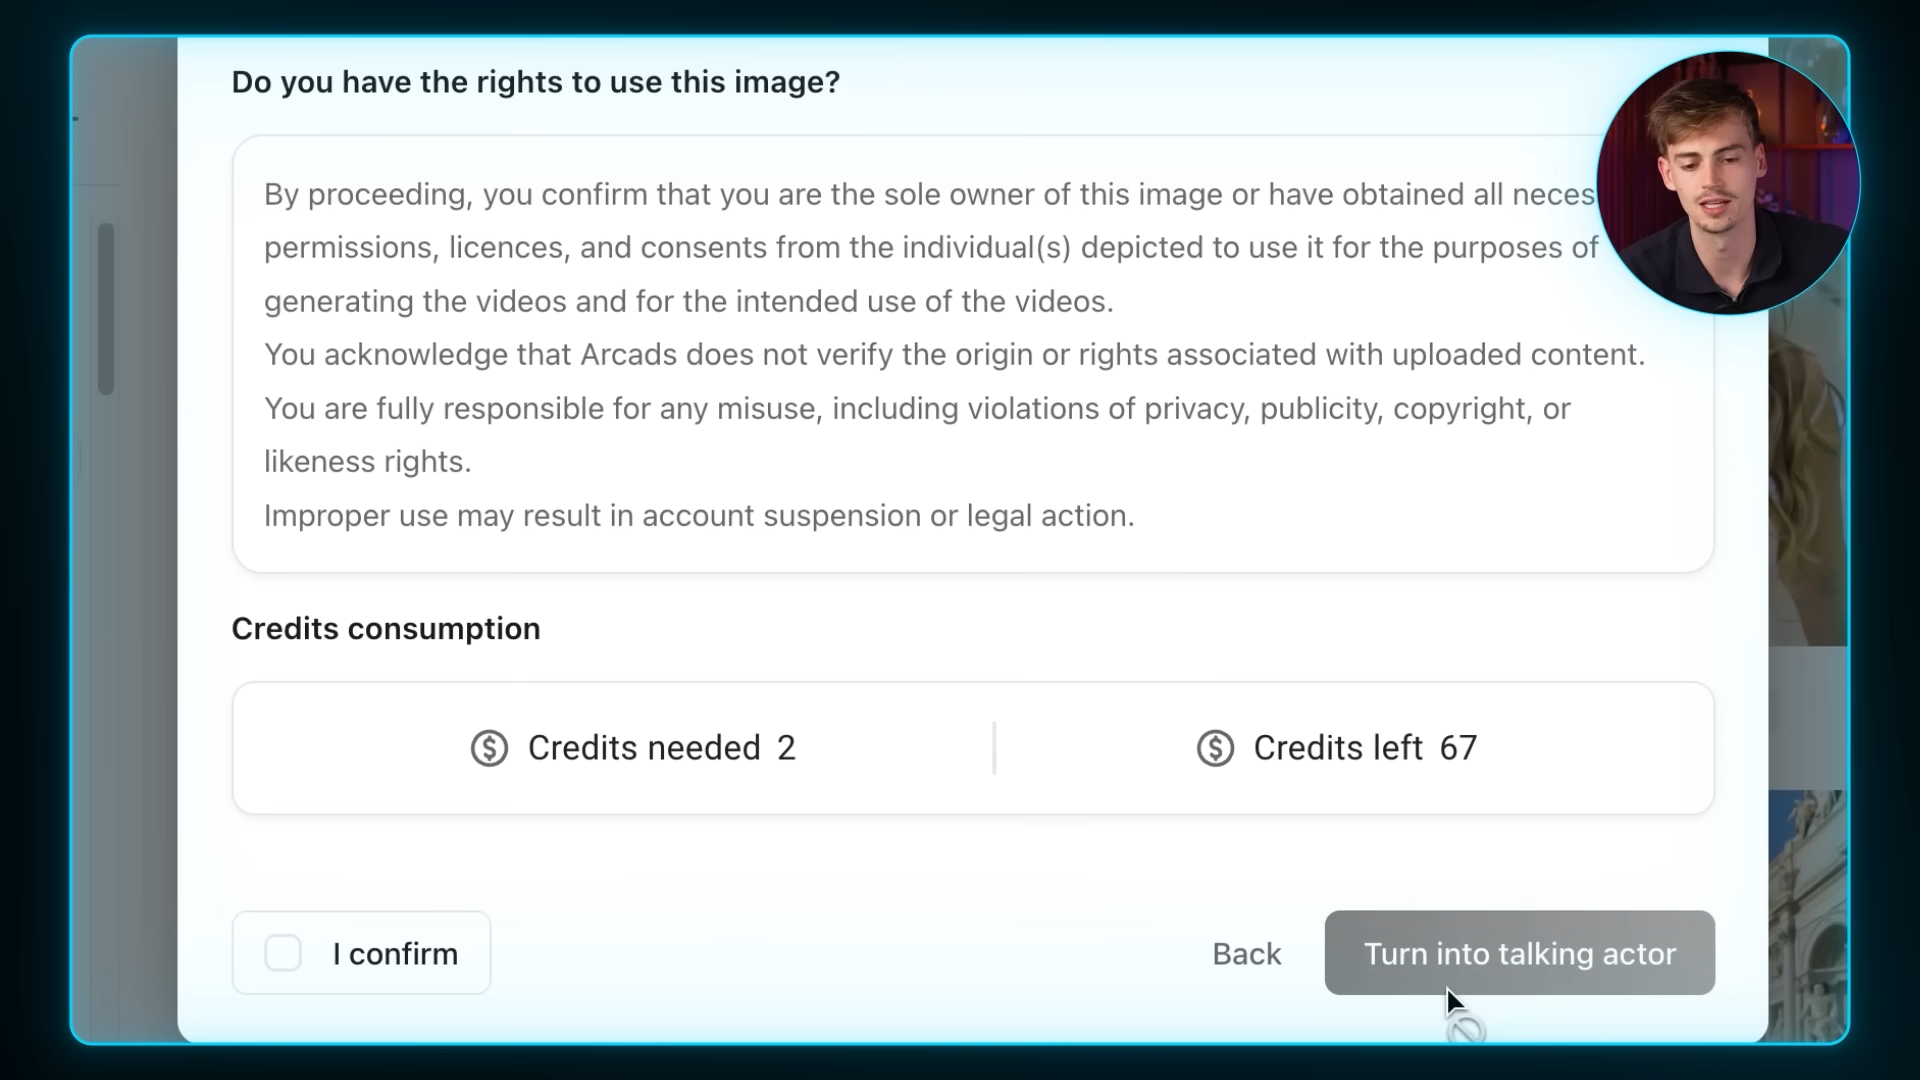 Do you have the rights to use this image?
By proceeding, you confirm that you are the sole owner of this image or have obtained all
permissions, licences, and consents from the individual(s) depicted to use it for the purposes of
generating the videos and for the intended use of the videos.
You acknowledge that Arcads does not verify the origin or rights associated with uploaded content.
You are fully responsible for any misuse, including violations of privacy, publicity, copyright, or
likeness rights.
Improper use may result in account suspension or legal action.
Credits consumption
Credits needed 2
Credits left 67
I confirm
Back
Turn into talking actor